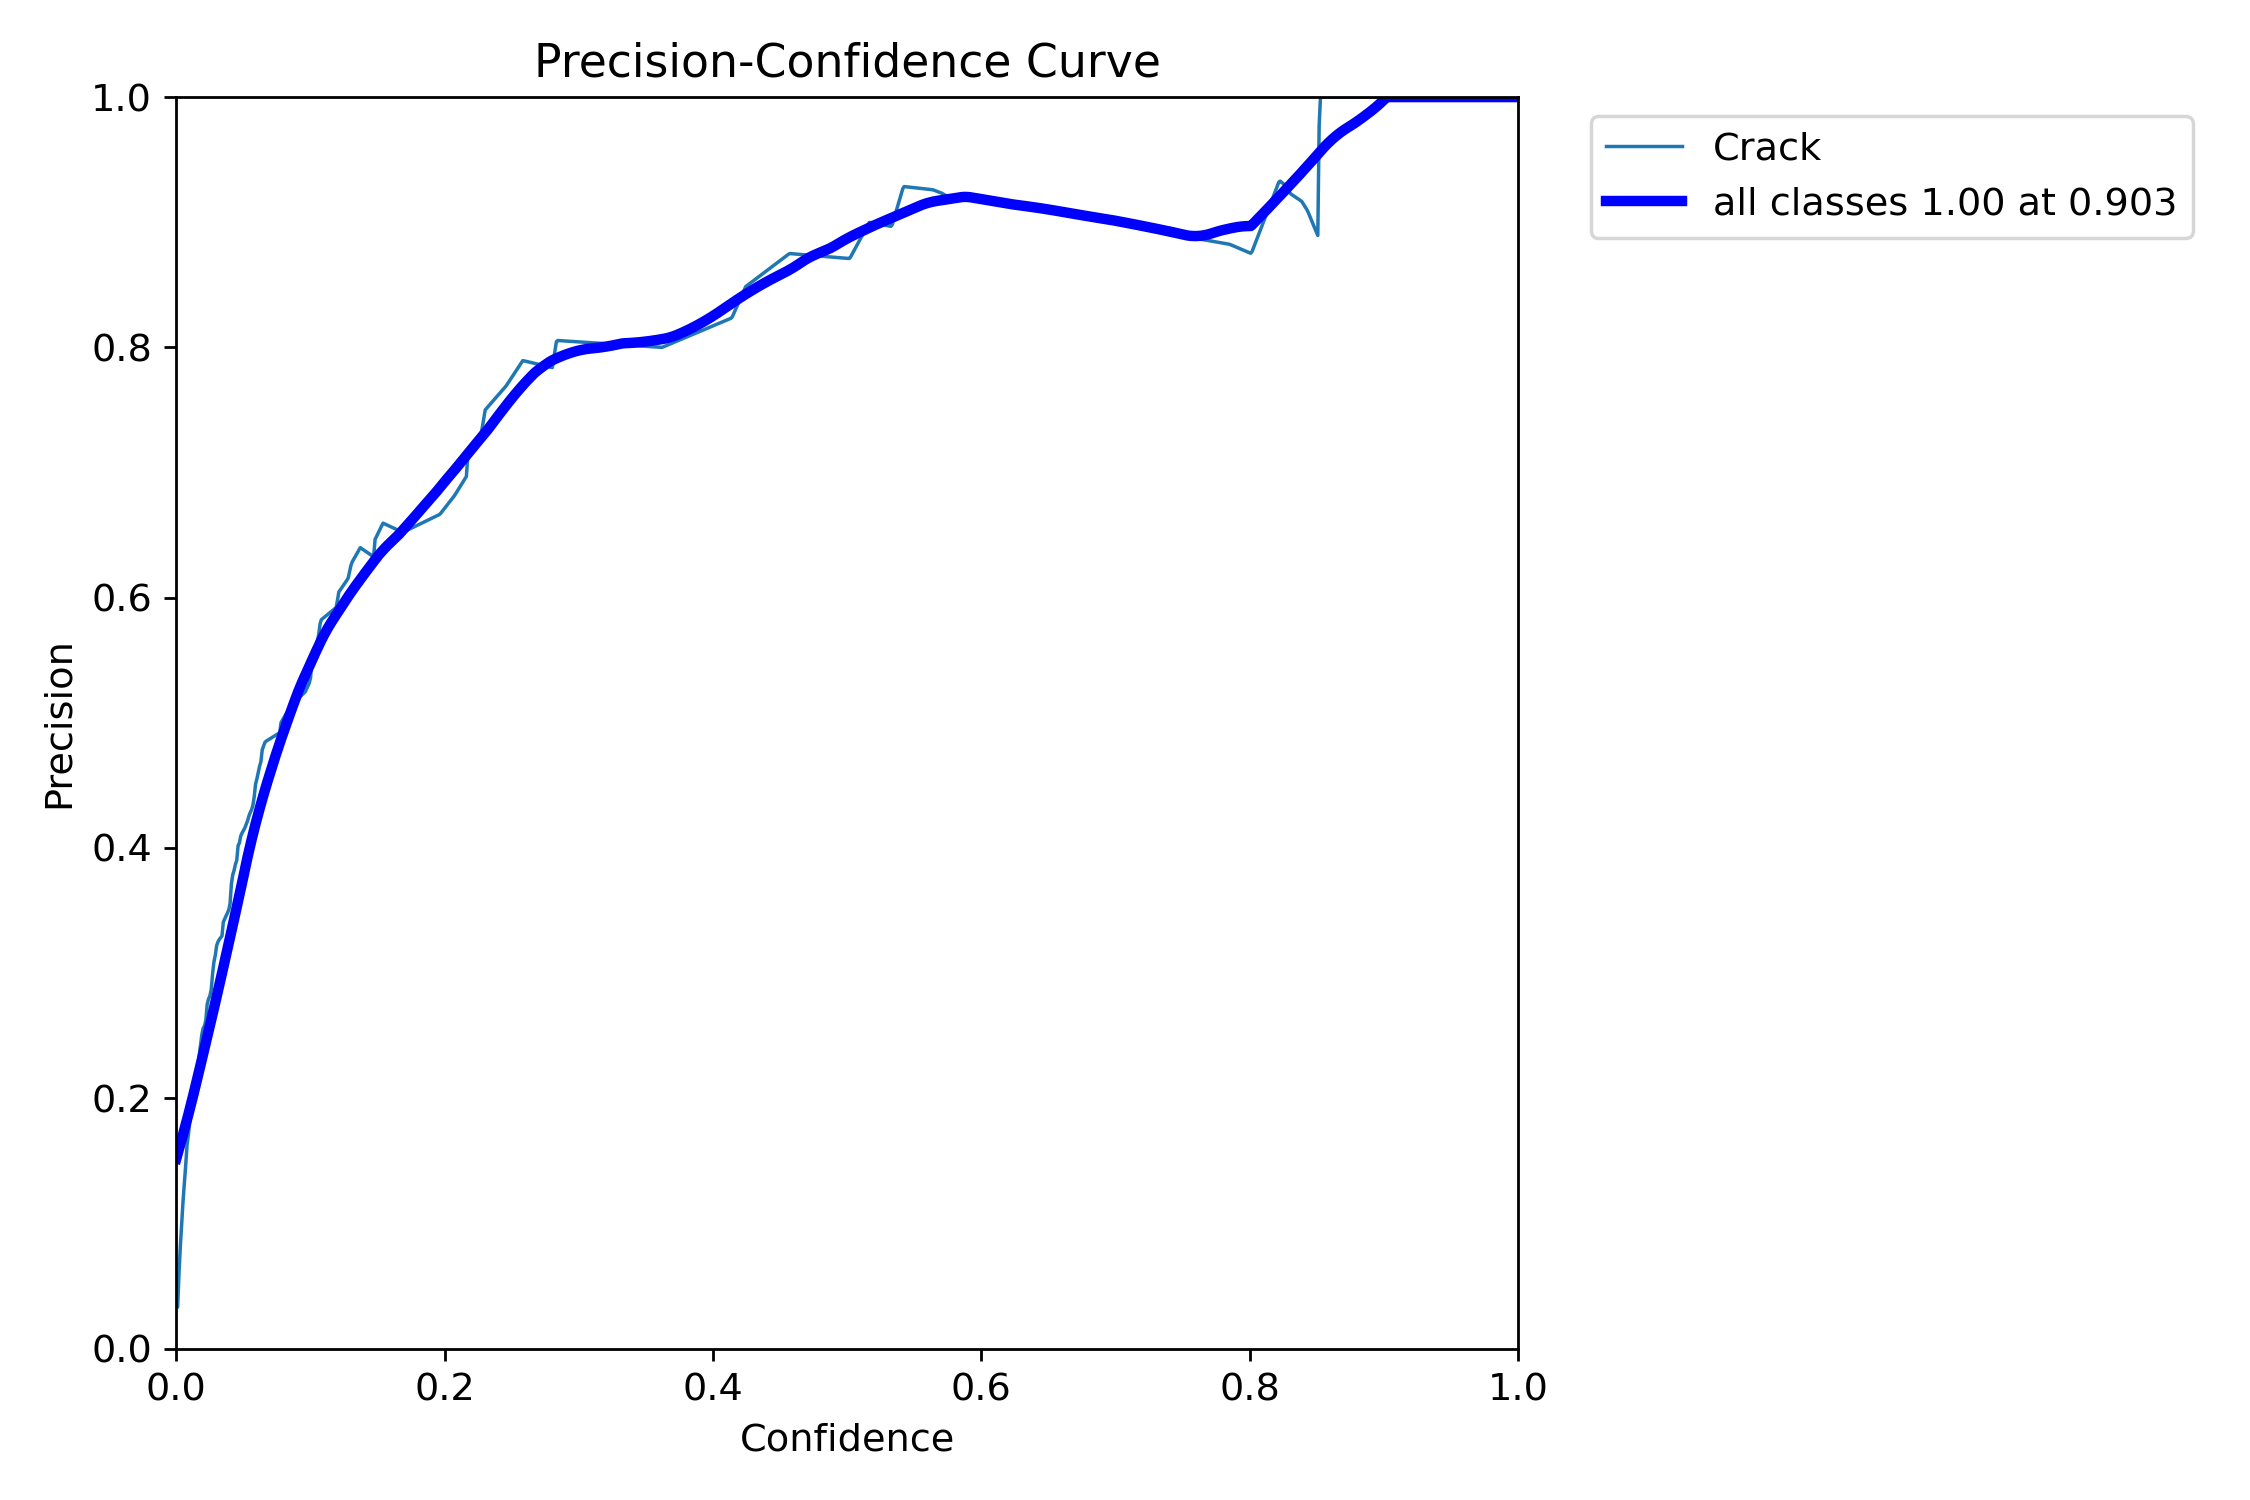 Precision-Confidence Curve
Crack
all classes 1.00 at 0.903
1.0
0.8
0.6
0.4
0.2
0.0
Precision
0.0 0.2 0.4 0.6 0.8 1.0
Confidence